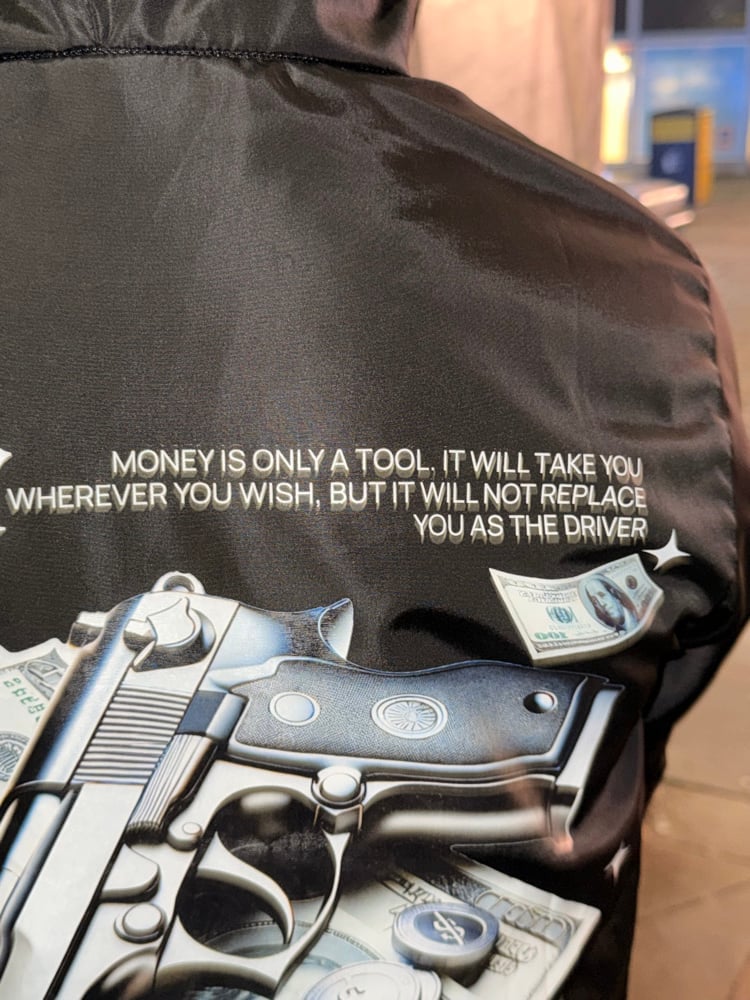 MONEY IS ONLY A TOOL, IT WILL TAKE YOU
WHEREVER YOU WISH, BUT IT WILL NOT REPLACE
YOU AS THE DRIVER
100